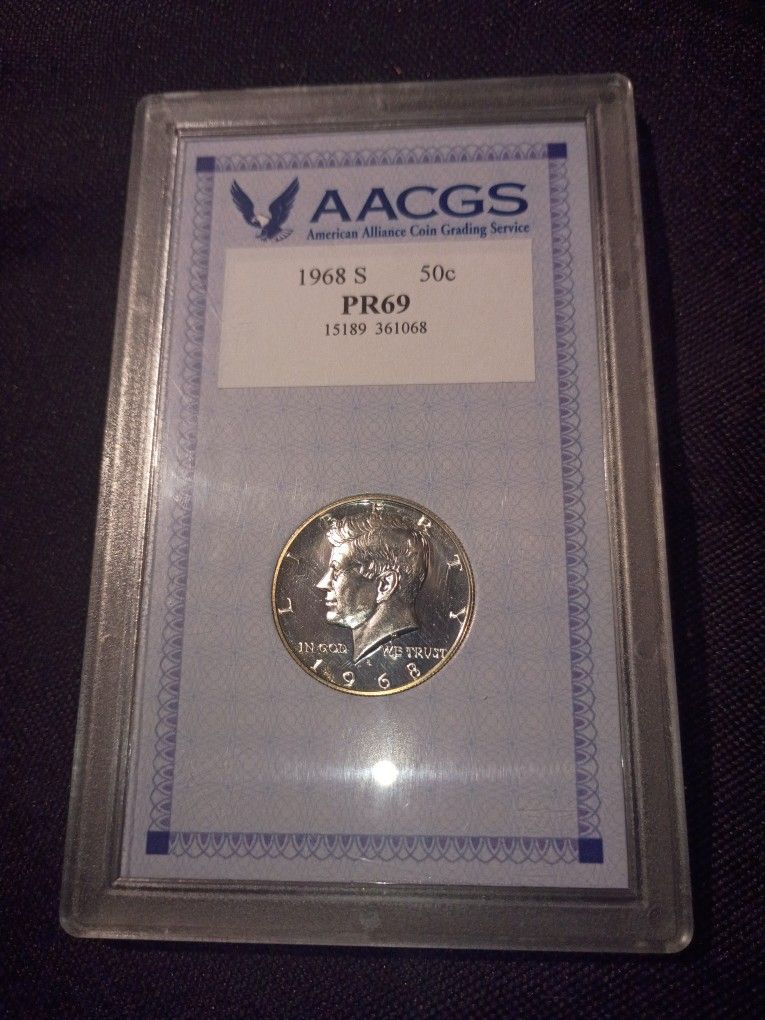 AACGS
American Alliance Coin Grading Service
1968 S 50c
PR69
15189 361068
LIBERTY
IN GOD WE TRUST
S
1968